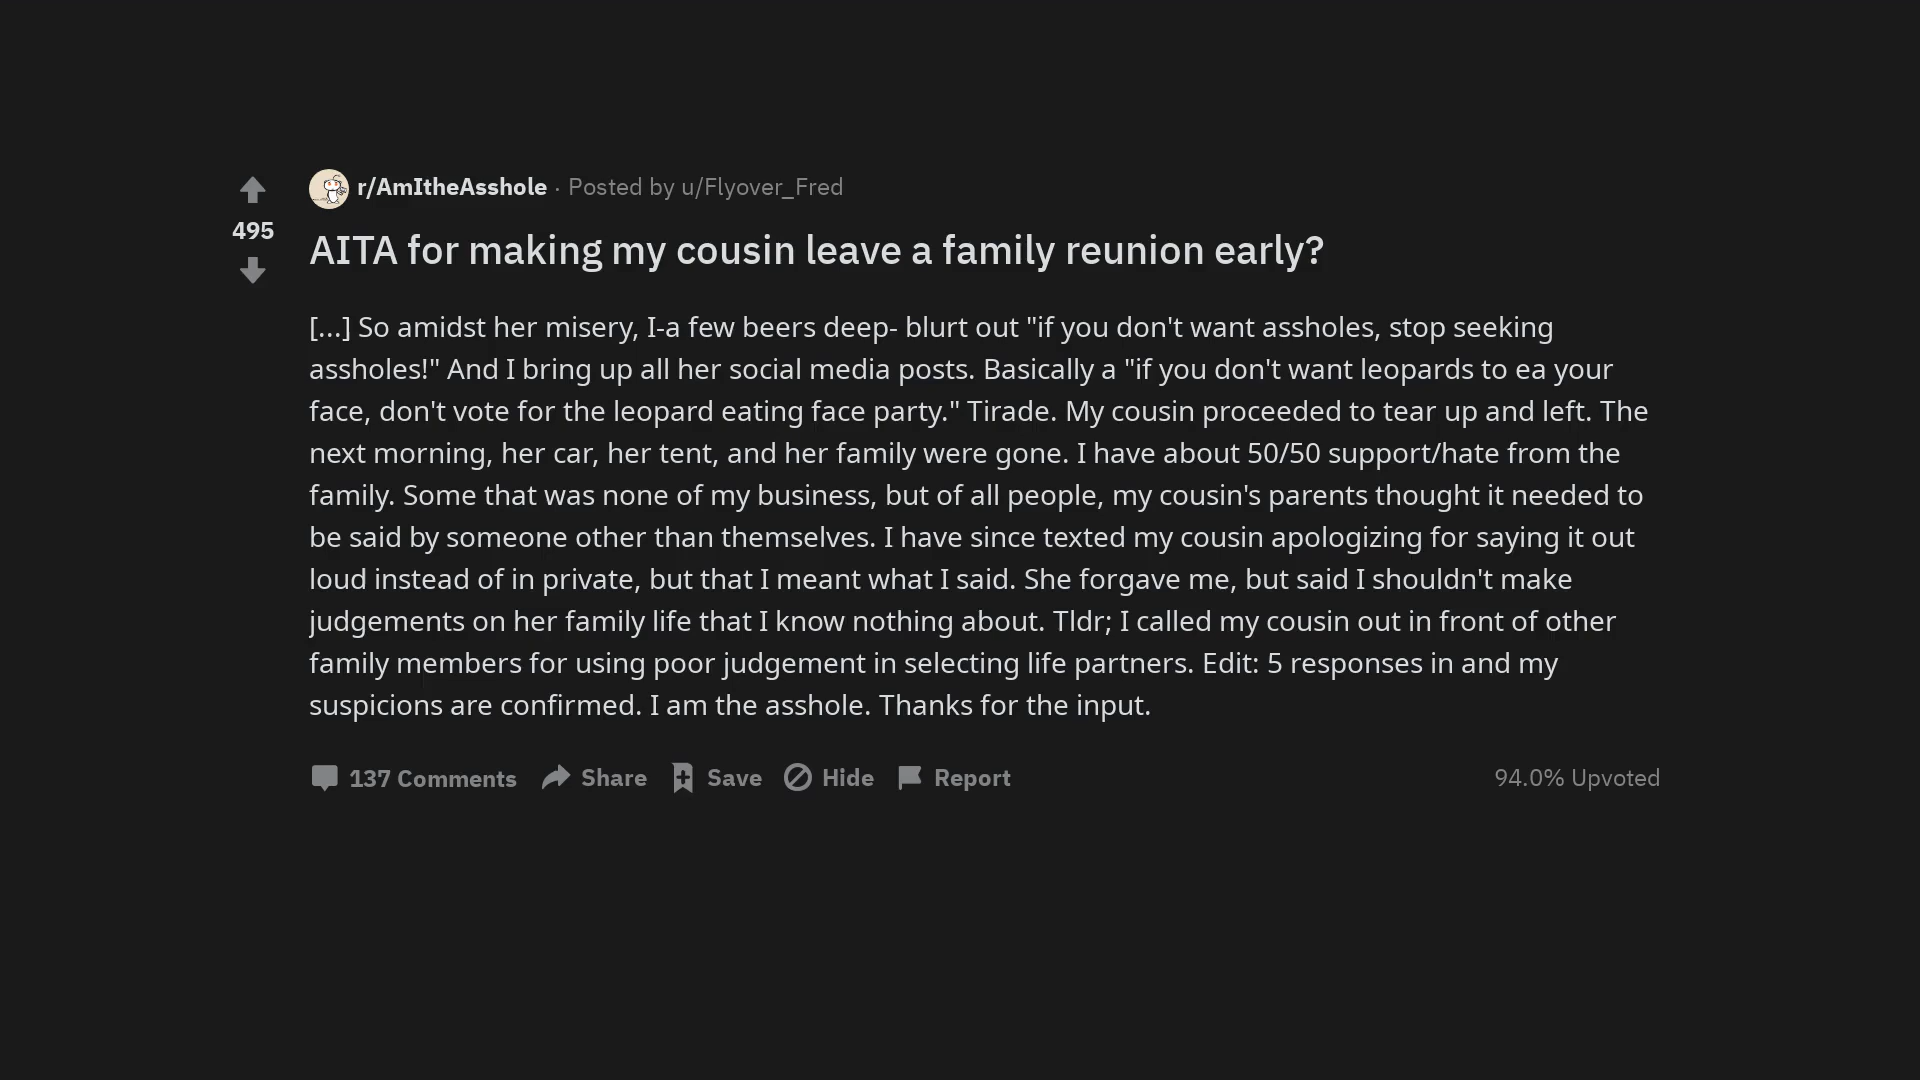 r/AmItheAsshole · Posted by u/Flyover_Fred
495
AITA for making my cousin leave a family reunion early?
[...] So amidst her misery, I-a few beers deep- blurt out "if you don't want assholes, stop seeking
assholes!" And I bring up all her social media posts. Basically a "if you don't want leopards to ea your
face, don't vote for the leopard eating face party." Tirade. My cousin proceeded to tear up and left. The
next morning, her car, her tent, and her family were gone. I have about 50/50 support/hate from the
family. Some that was none of my business, but of all people, my cousin's parents thought it needed to
be said by someone other than themselves. I have since texted my cousin apologizing for saying it out
loud instead of in private, but that I meant what I said. She forgave me, but said I shouldn't make
judgements on her family life that I know nothing about. Tldr; I called my cousin out in front of other
family members for using poor judgement in selecting life partners. Edit: 5 responses in and my
suspicions are confirmed. I am the asshole. Thanks for the input.
137 Comments Share Save Hide Report 94.0% Upvoted